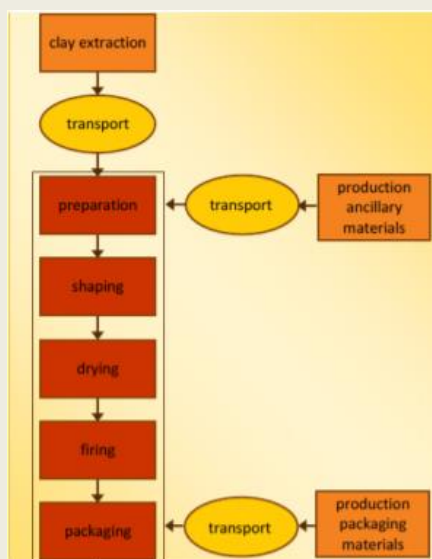 clay extraction
transport
preparation
transport
production
ancillary
materials
shaping
drying
firing
packaging
transport
production
packaging
materials